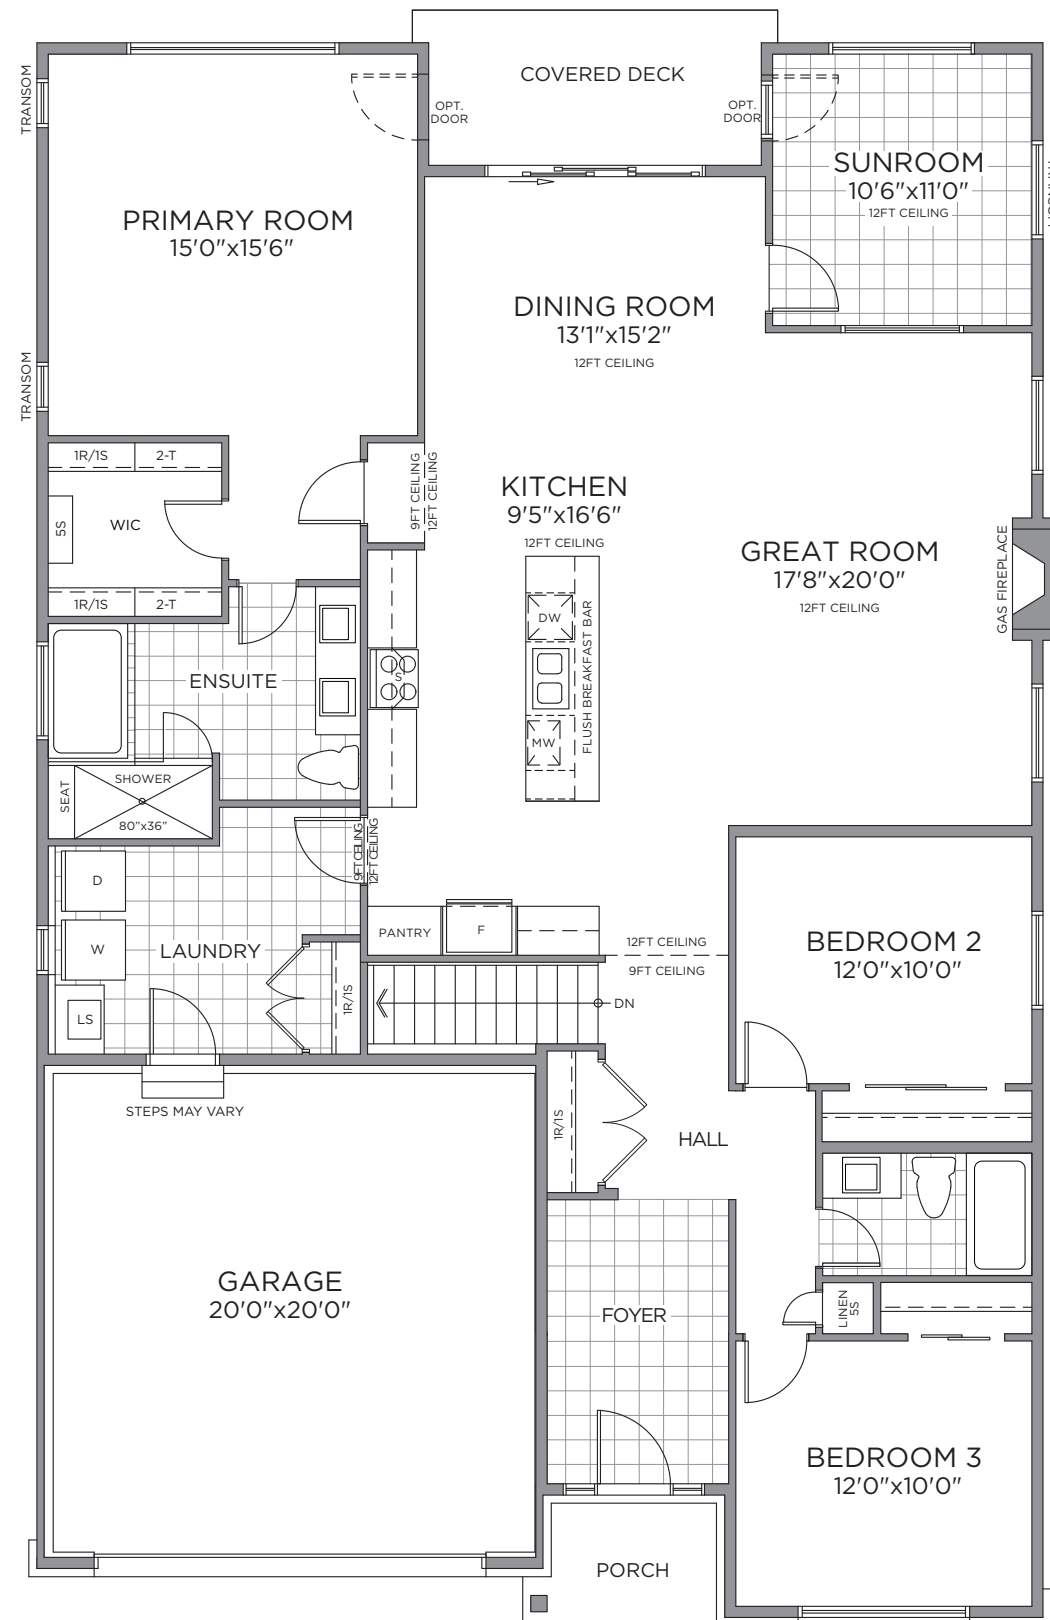 COVERED DECK
TRANSOM
OPT.
DOOR
OPT.
DOOR
SUNROOM
10'6"x11'0"
12FT CEILING
PRIMARY ROOM
15'0"x15'6"
DINING ROOM
13'1"x15'2"
12FT CEILING
TRANSOM
1R/1S
2-T
5S
WIC
1R/1S
2-T
9FT CEILING
12FT CEILING
KITCHEN
9'5"x16'6"
12FT CEILING
GREAT ROOM
17'8"x20'0"
12FT CEILING
GAS FIREPLACE
DW
FLUSH BREAKFAST BAR
MW
S
ENSUITE
SEAT
SHOWER
80"x36"
9FT CEILING
12FT CEILING
D
W
LS
LAUNDRY
1R/1S
PANTRY
F
12FT CEILING
9FT CEILING
DN
BEDROOM 2
12'0"x10'0"
STEPS MAY VARY
1R/1S
HALL
GARAGE
20'0"x20'0"
FOYER
LINEN
5S
BEDROOM 3
12'0"x10'0"
PORCH